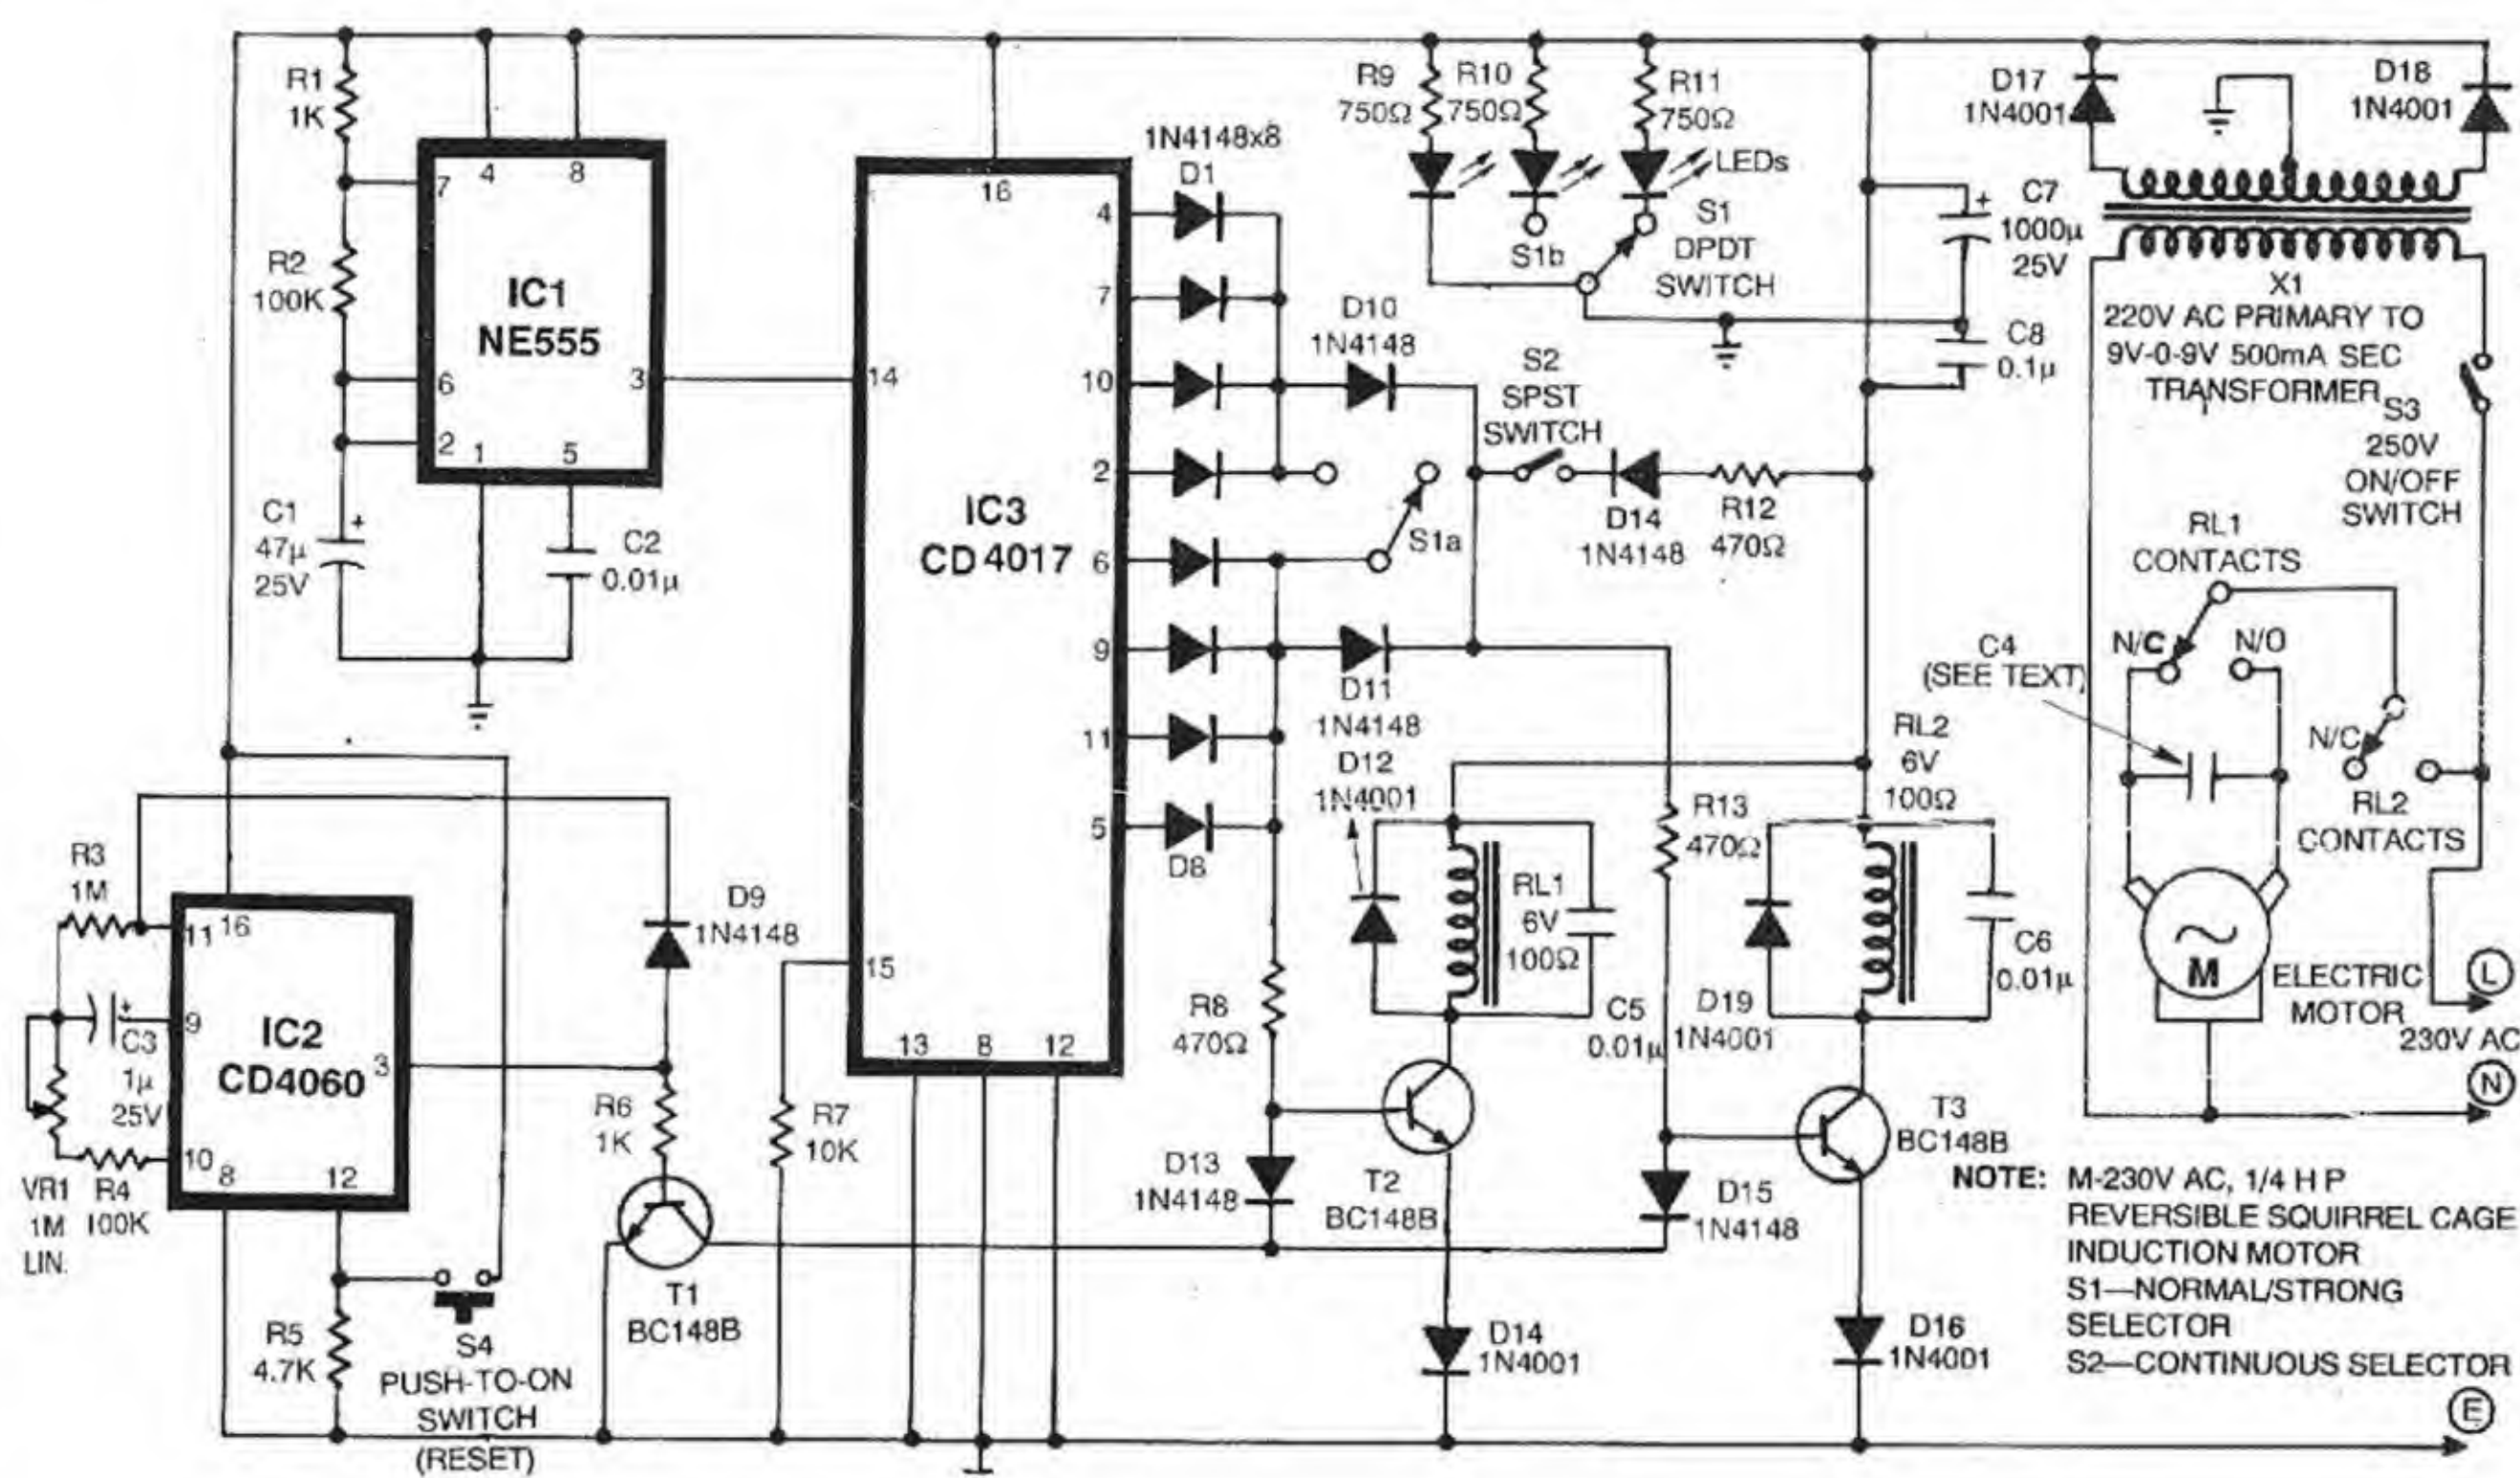 R1
1K
R2
100K
C1
47µ
25V
+
C2
0.01µ
IC1
NE555
4
8
7
6
2
1
5
3
IC3
CD4017
16
14
15
13
8
12
4
7
10
2
6
9
11
5
1N4148x8
D1
D8
D10
1N4148
D11
1N4148
D12
1N4001
R9
750Ω
R10
750Ω
R11
750Ω
LEDs
S1b
S1
DPDT
SWITCH
S1a
S2
SPST
SWITCH
D14
1N4148
R12
470Ω
C7
1000µ
25V
+
C8
0.1µ
D17
1N4001
D18
1N4001
X1
220V AC PRIMARY TO
9V-0-9V 500mA SEC
TRANSFORMER
S3
250V
ON/OFF
SWITCH
RL1
CONTACTS
N/C
N/O
C4
(SEE TEXT)
N/C
RL2
CONTACTS
RL2
6V
100Ω
R13
470Ω
RL1
6V
100Ω
C5
0.01µ
D19
1N4001
C6
0.01µ
M
ELECTRIC
MOTOR
L
230V AC
N
E
R3
1M
IC2
CD4060
11
16
9
10
8
12
3
C3
1µ
25V
+
VR1
1M
LIN.
R4
100K
D9
1N4148
R6
1K
R7
10K
R8
470Ω
T1
BC148B
D13
1N4148
T2
BC148B
D14
1N4001
D15
1N4148
T3
BC148B
D16
1N4001
R5
4.7K
S4
PUSH-TO-ON
SWITCH
(RESET)
NOTE: M-230V AC, 1/4 H P
REVERSIBLE SQUIRREL CAGE
INDUCTION MOTOR
S1—NORMAL/STRONG
SELECTOR
S2—CONTINUOUS SELECTOR